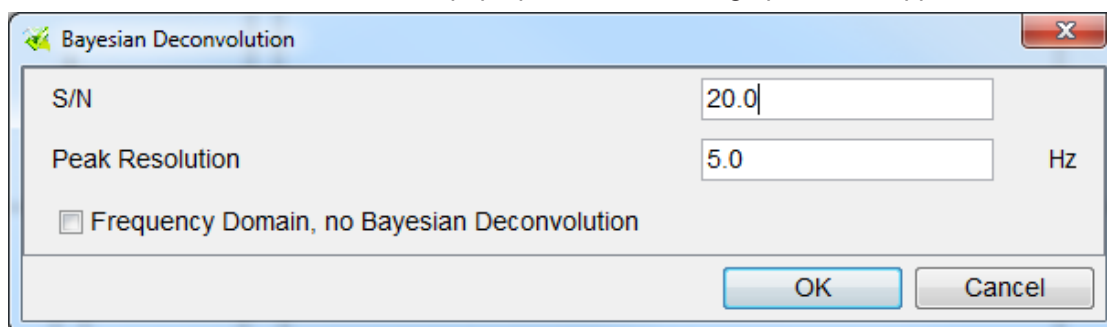 Bayesian Deconvolution
S/N 20.0
Peak Resolution 5.0 Hz
Frequency Domain, no Bayesian Deconvolution
OK Cancel